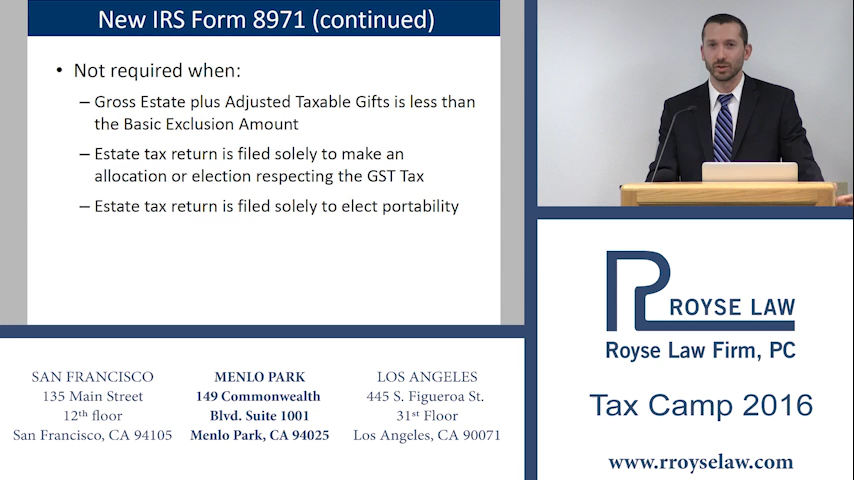 New IRS Form 8971 (continued)
• Not required when:
– Gross Estate plus Adjusted Taxable Gifts is less than
the Basic Exclusion Amount
– Estate tax return is filed solely to make an
allocation or election respecting the GST Tax
– Estate tax return is filed solely to elect portability
SAN FRANCISCO
135 Main Street
12th floor
San Francisco, CA 94105
MENLO PARK
149 Commonwealth
Blvd. Suite 1001
Menlo Park, CA 94025
LOS ANGELES
445 S. Figueroa St.
31st Floor
Los Angeles, CA 90071
ROYSE LAW
Royse Law Firm, PC
Tax Camp 2016
www.rroyselaw.com